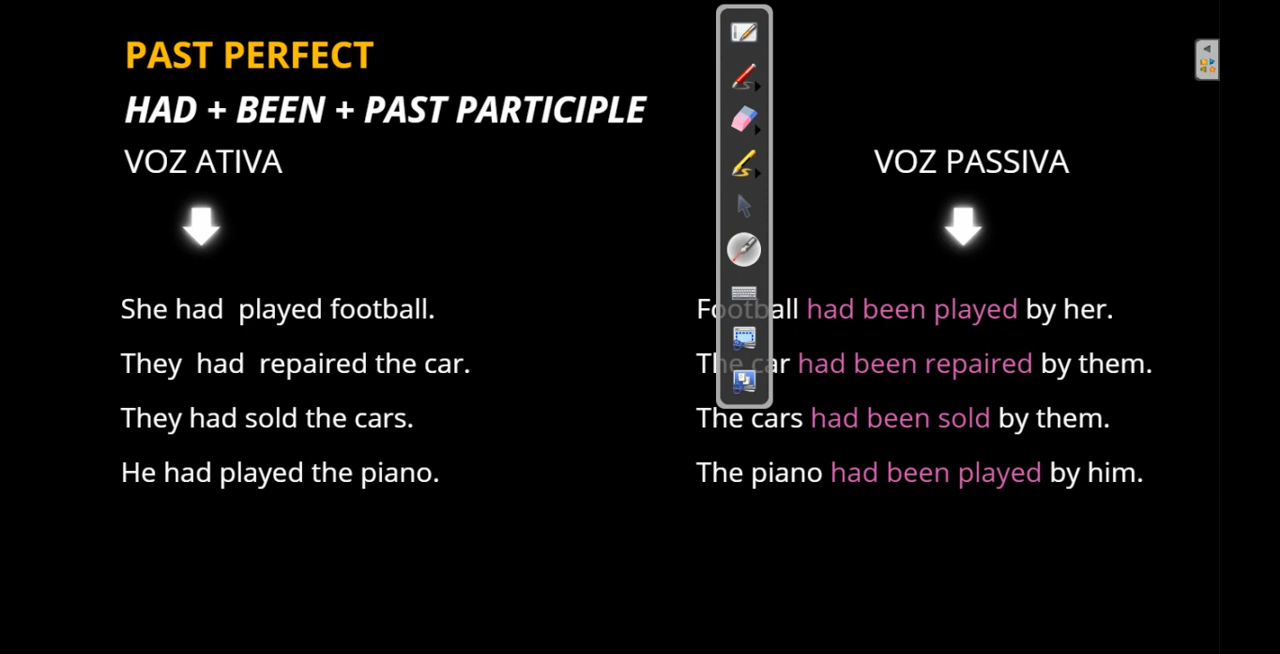 PAST PERFECT
HAD + BEEN + PAST PARTICIPLE
VOZ ATIVA
VOZ PASSIVA
She had played football.
Football had been played by her.
They had repaired the car.
The car had been repaired by them.
They had sold the cars.
The cars had been sold by them.
He had played the piano.
The piano had been played by him.